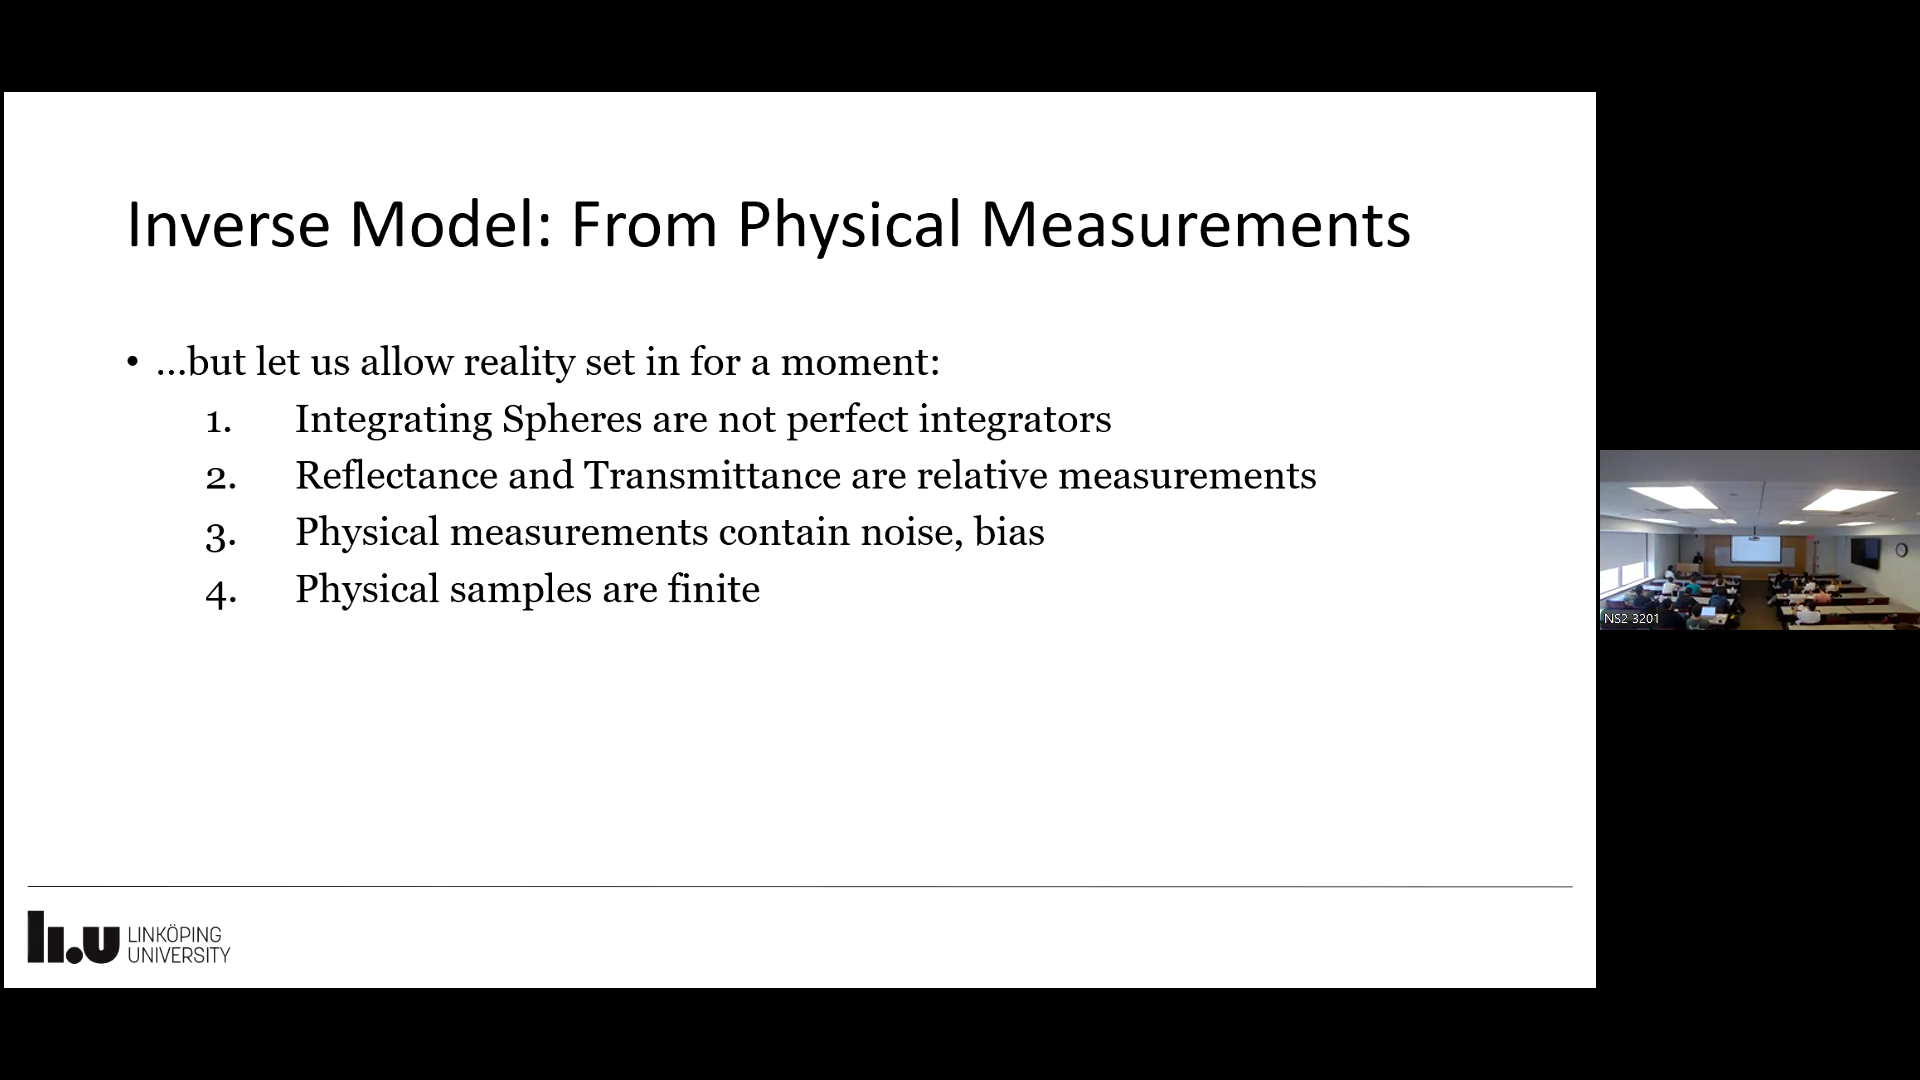 Inverse Model: From Physical Measurements
• ...but let us allow reality set in for a moment:
1. Integrating Spheres are not perfect integrators
2. Reflectance and Transmittance are relative measurements
3. Physical measurements contain noise, bias
4. Physical samples are finite
NS2 3201
li.u LINKÖPING
UNIVERSITY